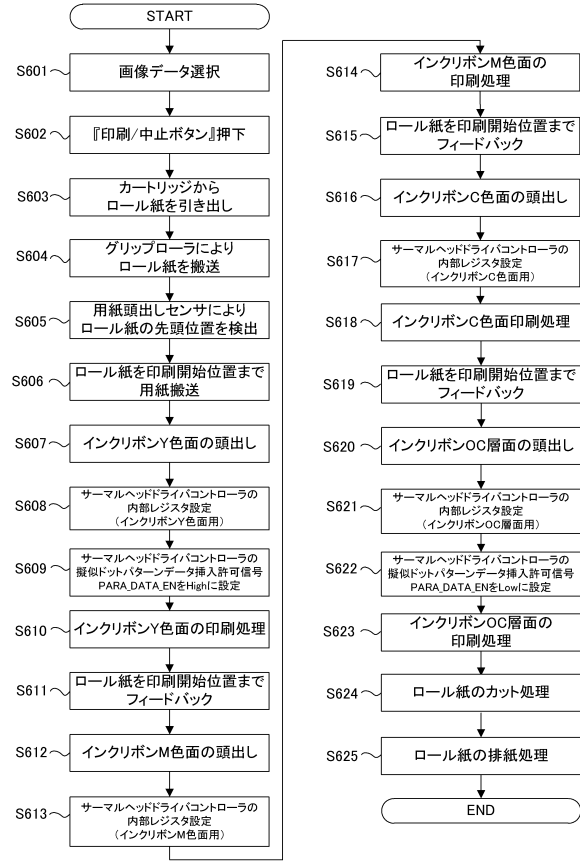 START
S601
画像データ選択
S602
『印刷/中止ボタン』押下
S603
カートリッジから
ロール紙を引き出し
S604
グリップローラにより
ロール紙を搬送
S605
用紙頭出しセンサにより
ロール紙の先頭位置を検出
S606
ロール紙を印刷開始位置まで
用紙搬送
S607
インクリボンY色面の頭出し
S608
サーマルヘッドドライバコントローラの
内部レジスタ設定
(インクリボンY色面用)
S609
サーマルヘッドドライバコントローラの
擬似ドットパターンデータ挿入許可信号
PARA_DATA_ENをHighに設定
S610
インクリボンY色面の印刷処理
S611
ロール紙を印刷開始位置まで
フィードバック
S612
インクリボンM色面の頭出し
S613
サーマルヘッドドライバコントローラの
内部レジスタ設定
(インクリボンM色面用)
S614
インクリボンM色面の
印刷処理
S615
ロール紙を印刷開始位置まで
フィードバック
S616
インクリボンC色面の頭出し
S617
サーマルヘッドドライバコントローラの
内部レジスタ設定
(インクリボンC色面用)
S618
インクリボンC色面印刷処理
S619
ロール紙を印刷開始位置まで
フィードバック
S620
インクリボンOC層面の頭出し
S621
サーマルヘッドドライバコントローラの
内部レジスタ設定
(インクリボンOC層面用)
S622
サーマルヘッドドライバコントローラの
擬似ドットパターンデータ挿入許可信号
PARA_DATA_ENをLowに設定
S623
インクリボンOC層面の
印刷処理
S624
ロール紙のカット処理
S625
ロール紙の排紙処理
END